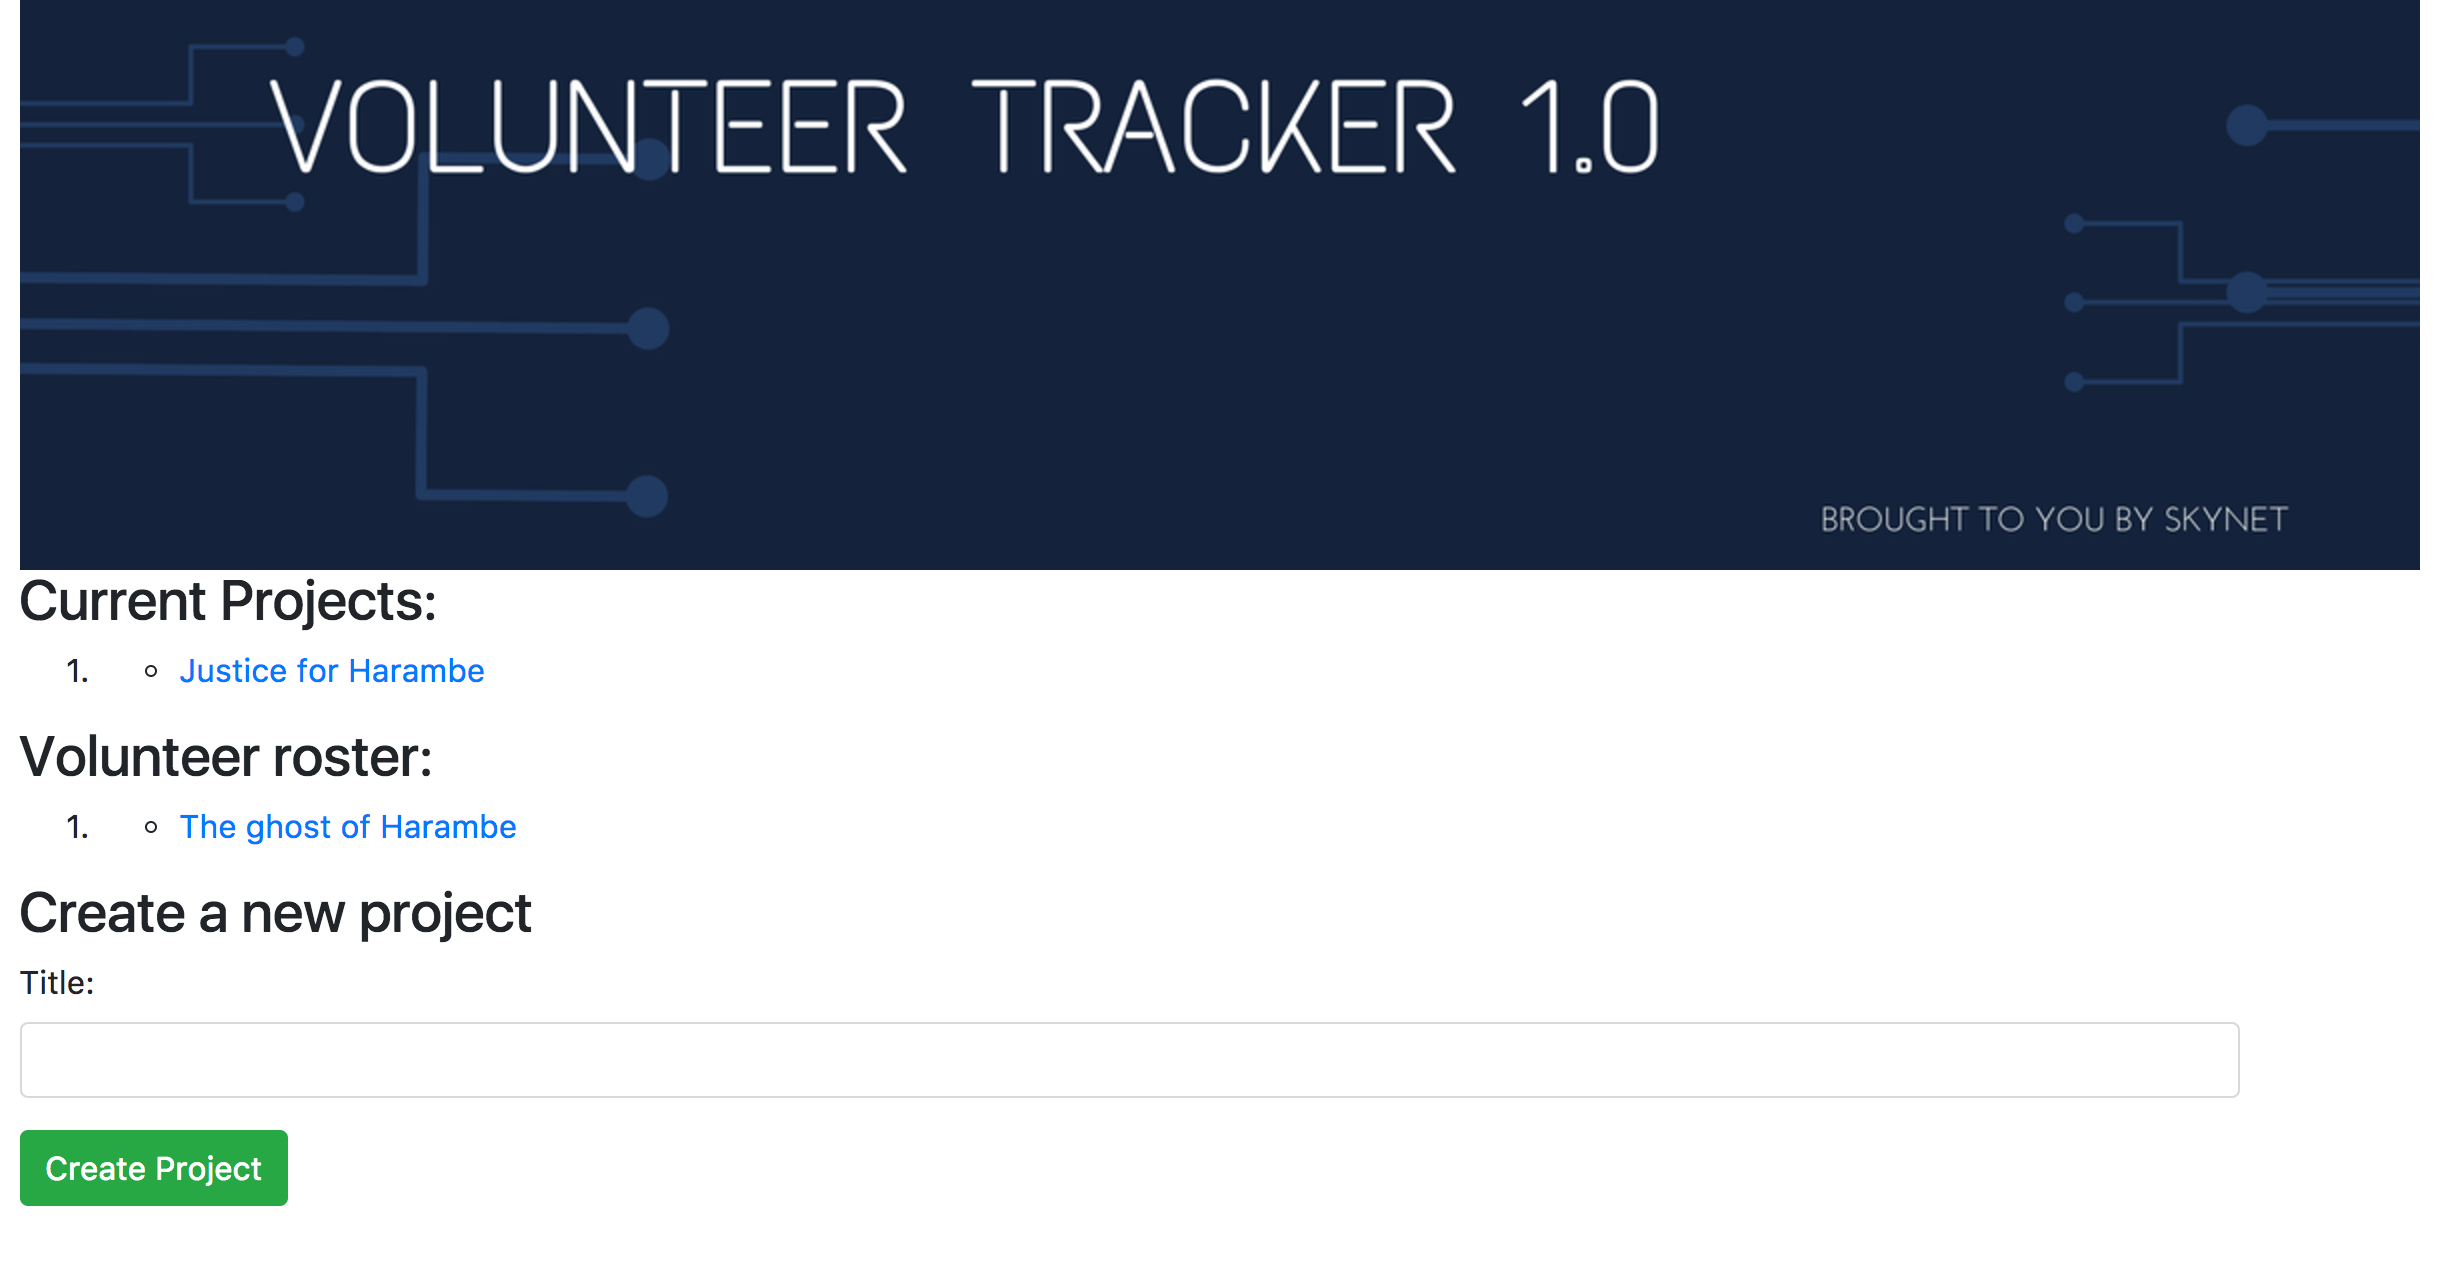 VOLUNTEER TRACKER 1.0
BROUGHT TO YOU BY SKYNET
Current Projects:
1. Justice for Harambe
Volunteer roster:
1. The ghost of Harambe
Create a new project
Title:
Create Project